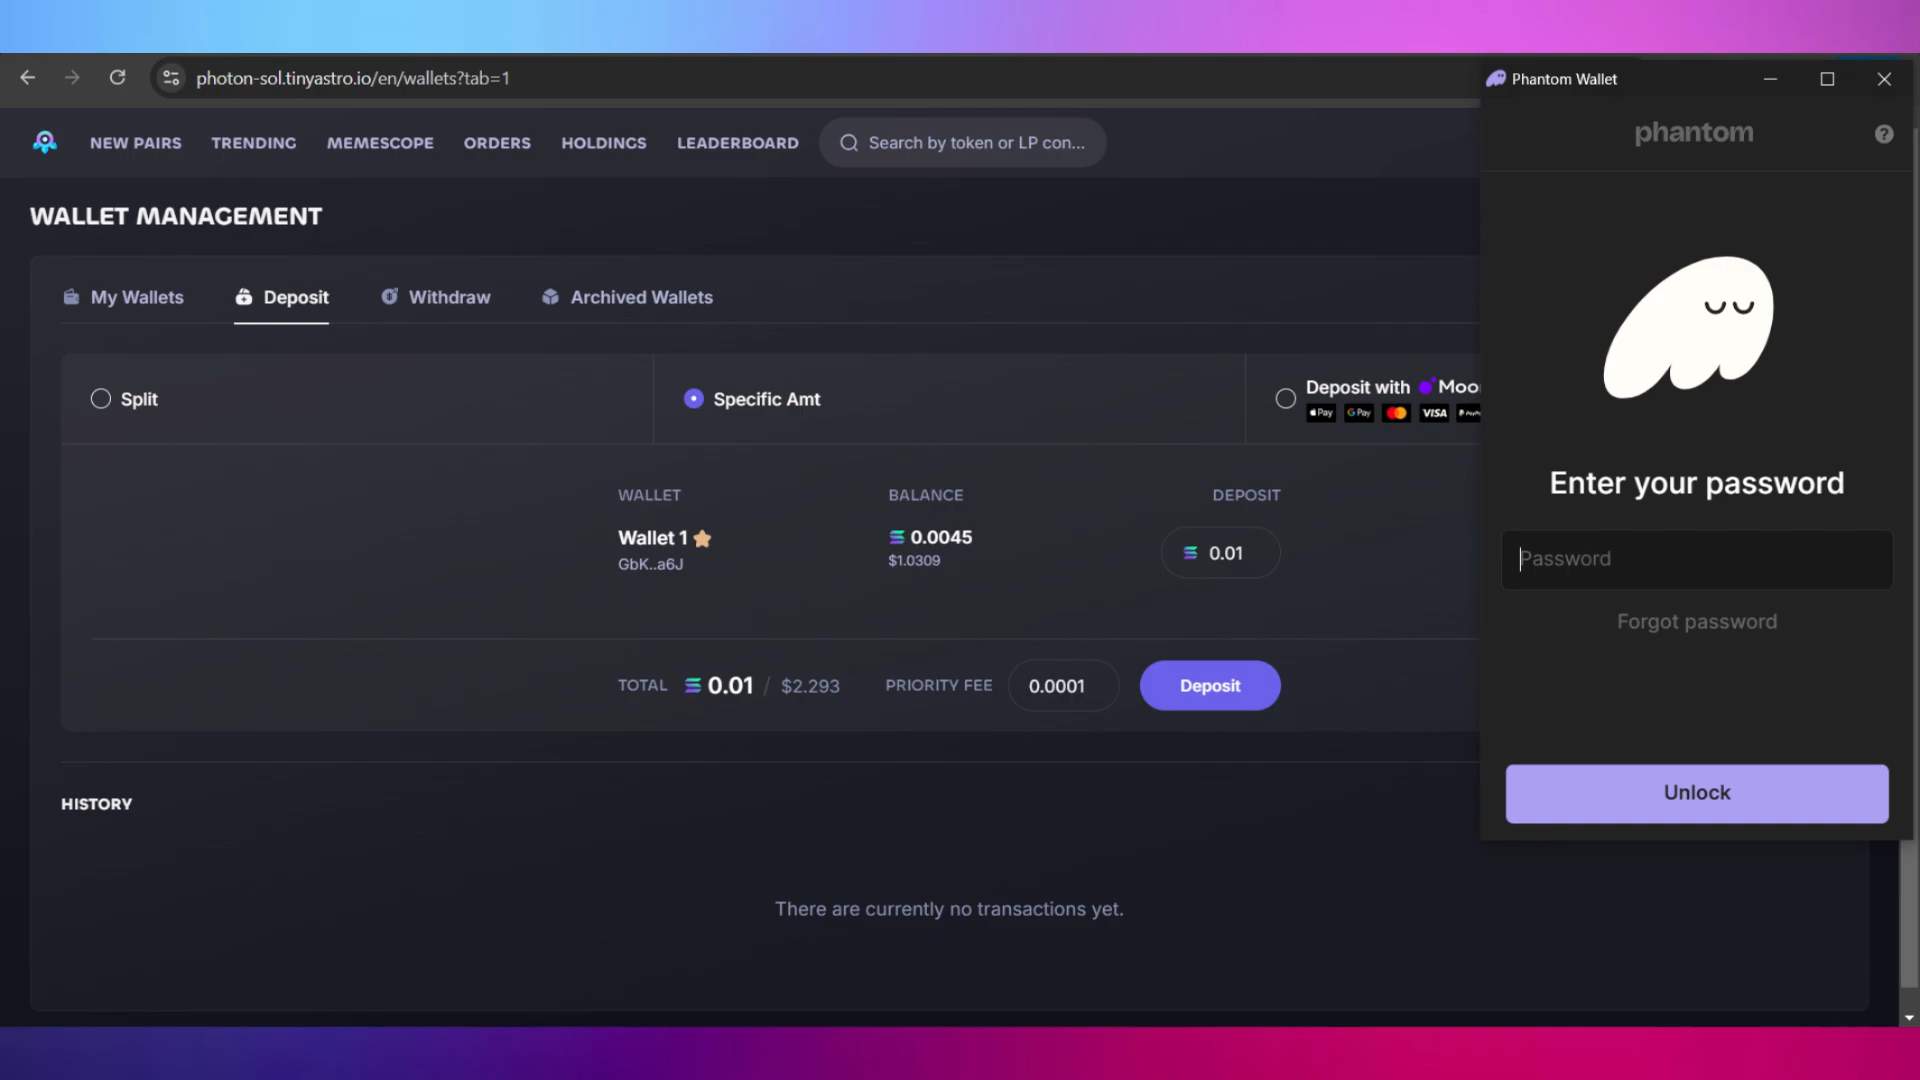 photon-sol.tinyastro.io/en/wallets?tab=1
NEW PAIRS TRENDING MEMESCOPE ORDERS HOLDINGS LEADERBOARD Search by token or LP con...
WALLET MANAGEMENT
My Wallets Deposit Withdraw Archived Wallets
Split Specific Amt Deposit with Moo
Pay G Pay VISA
WALLET BALANCE DEPOSIT
Wallet 1 0.0045 0.01
GbK..a6J $1.0309
TOTAL 0.01 / $2.293 PRIORITY FEE 0.0001 Deposit
HISTORY
There are currently no transactions yet.
Phantom Wallet
phantom
Enter your password
Password
Forgot password
Unlock